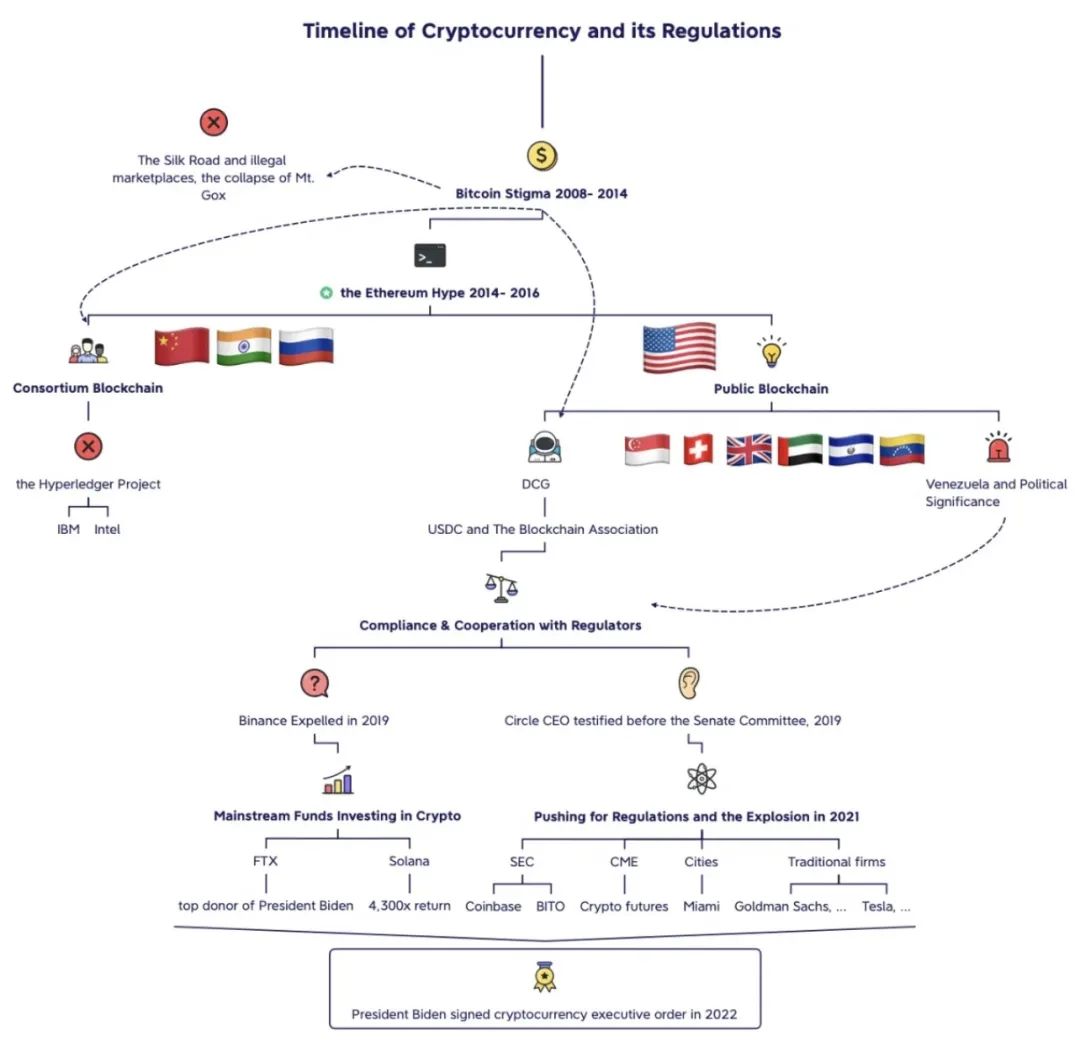 Timeline of Cryptocurrency and its Regulations
$
The Silk Road and illegal
marketplaces, the collapse of Mt.
Gox
Bitcoin Stigma 2008- 2014
>_
the Ethereum Hype 2014- 2016
Consortium Blockchain
Public Blockchain
the Hyperledger Project
IBM Intel
DCG
Venezuela and Political
Significance
USDC and The Blockchain Association
Compliance & Cooperation with Regulators
?
Binance Expelled in 2019
Circle CEO testified before the Senate Committee, 2019
Mainstream Funds Investing in Crypto
Pushing for Regulations and the Explosion in 2021
FTX Solana SEC CME Cities Traditional firms
top donor of President Biden 4,300x return Coinbase BITO Crypto futures Miami Goldman Sachs, ... Tesla, ...
President Biden signed cryptocurrency executive order in 2022